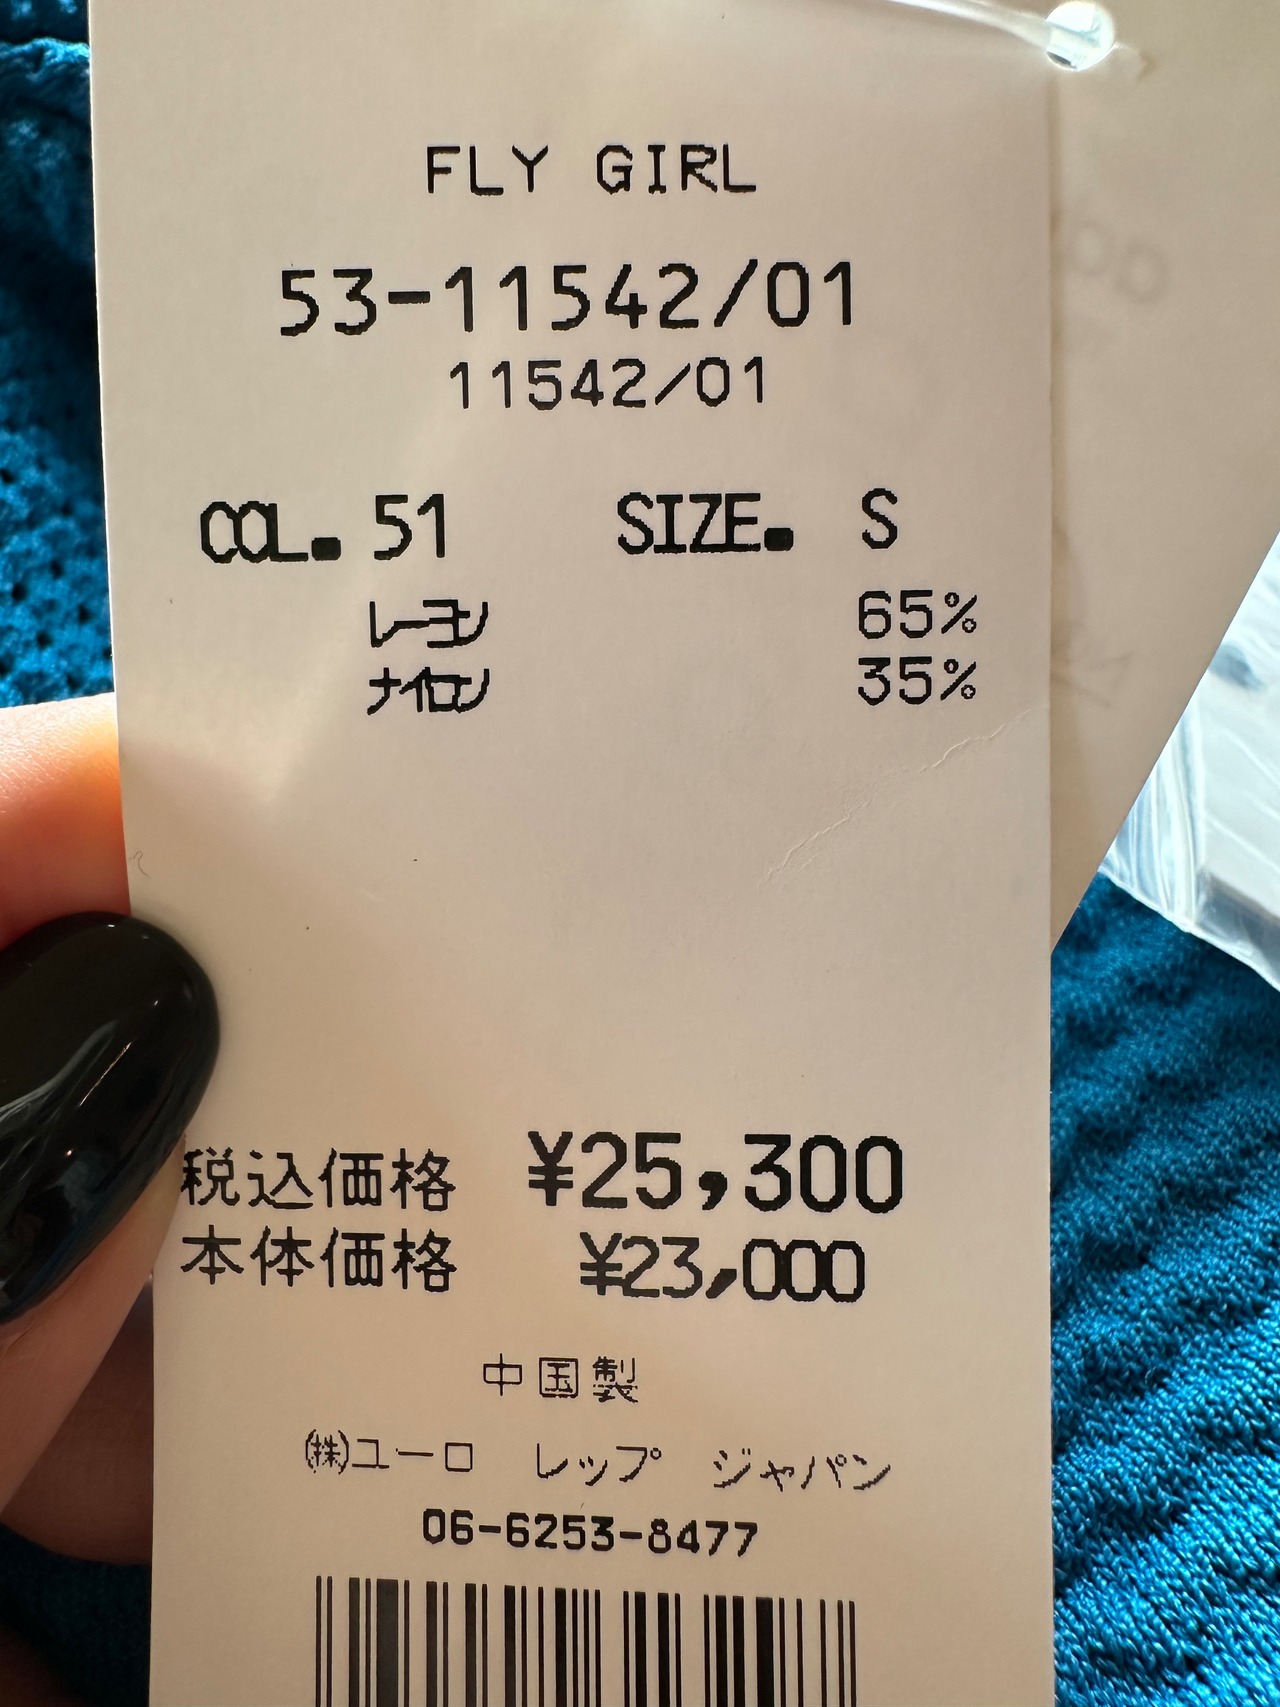 FLY GIRL
53-11542/01
11542/01
COL. 51 SIZE. S
レーヨン 65%
ナイロン 35%
税込価格 ¥25,300
本体価格 ¥23,000
中国製
㈱ユーロ レップ ジャパン
06-6253-8477